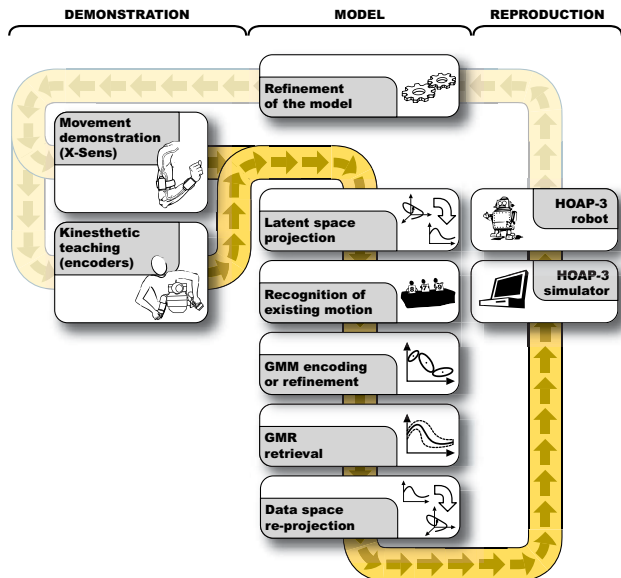 DEMONSTRATION
MODEL
REPRODUCTION
Refinement
of the model
Movement
demonstration
(X-Sens)
Kinesthetic
teaching
(encoders)
Latent space
projection
Recognition of
existing motion
GMM encoding
or refinement
GMR
retrieval
Data space
re-projection
HOAP-3
robot
HOAP-3
simulator